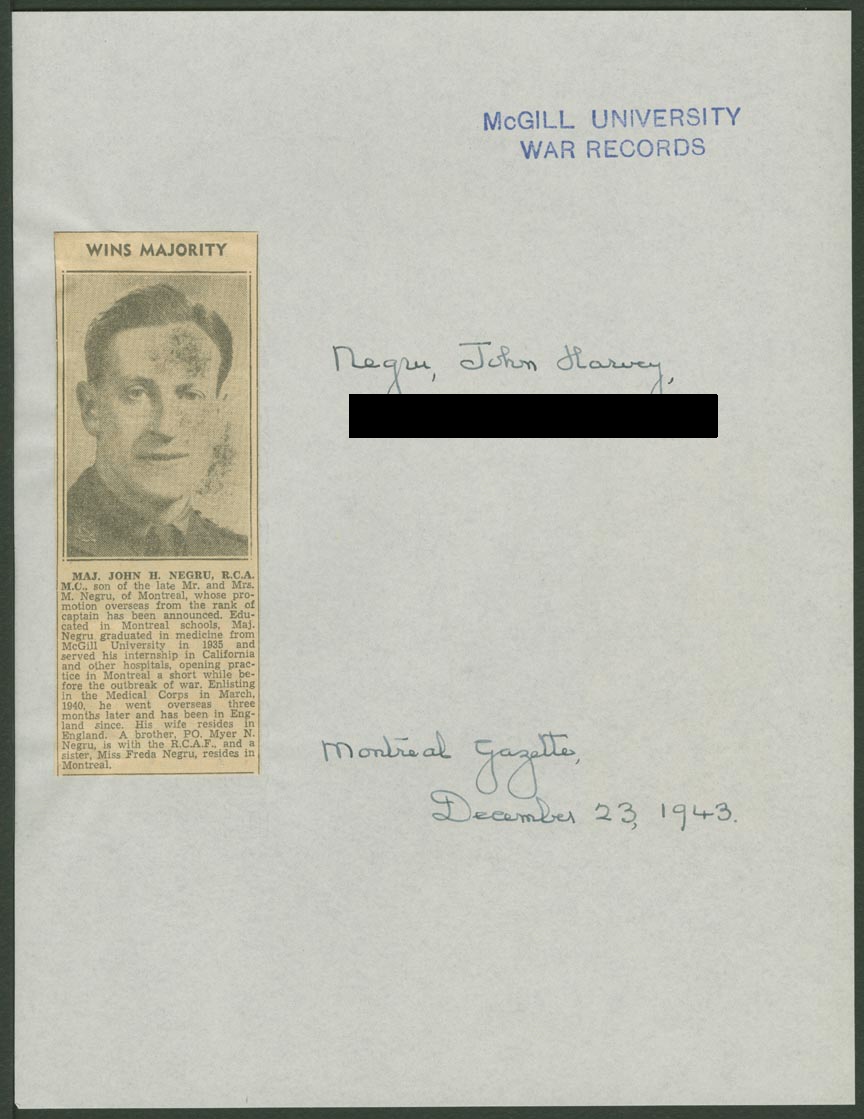 McGILL UNIVERSITY
WAR RECORDS
WINS MAJORITY
Negru, John Harvey,
MAJ. JOHN H. NEGRU, R.C.A.
M.C., son of the late Mr. and Mrs.
M. Negru, of Montreal, whose pro-
motion overseas from the rank of
captain has been announced. Edu-
cated in Montreal schools, Maj.
Negru graduated in medicine from
McGill University in 1935 and
served his internship in California
and other hospitals, opening prac-
tice in Montreal a short while be-
fore the outbreak of war. Enlisting
in the Medical Corps in March,
1940, he went overseas three
months later and has been in Eng-
land since. His wife resides in
England. A brother, PO. Myer N.
Negru, is with the R.C.A.F., and a
sister, Miss Freda Negru, resides in
Montreal.
Montreal Gazette,
December 23, 1943.